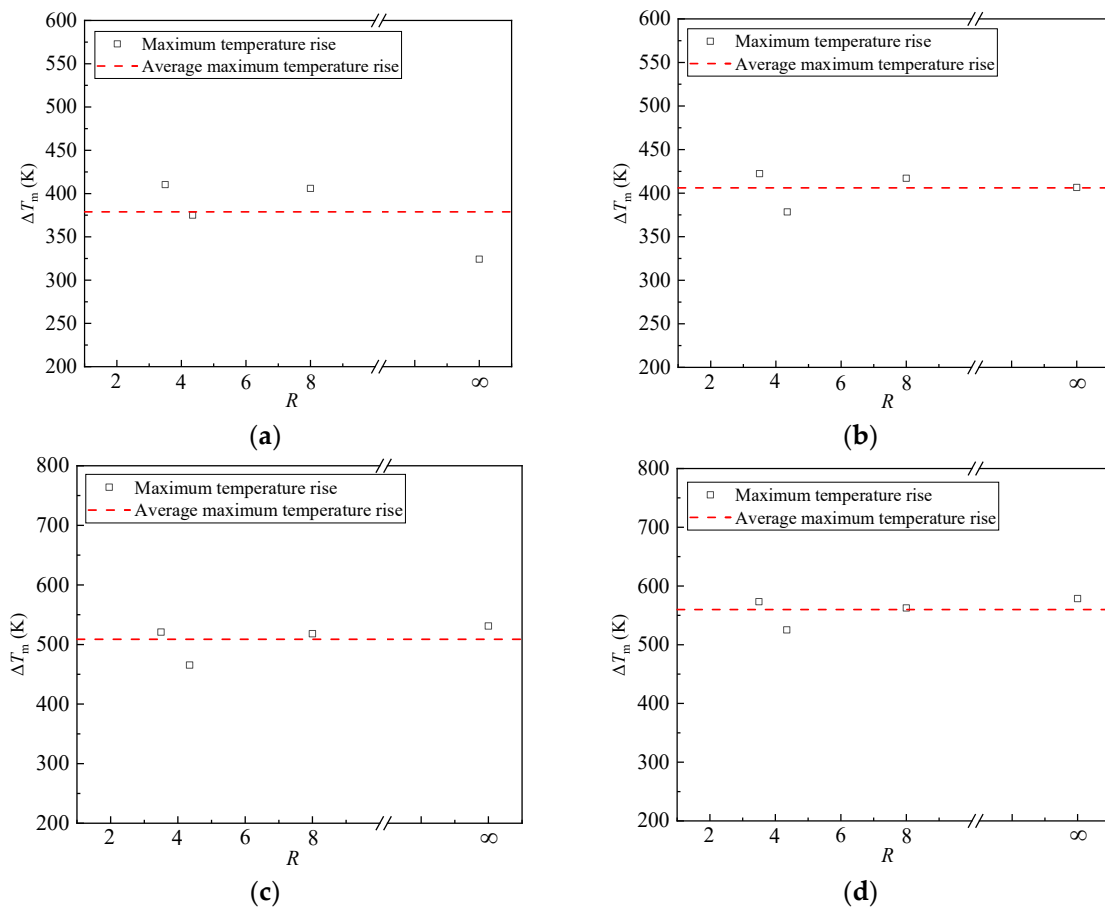 600
550
500
450
400
350
300
250
200
ΔTm (K)
Maximum temperature rise
Average maximum temperature rise
2 4 6 8 ∞
R
(a)
600
550
500
450
400
350
300
250
200
ΔTm (K)
Maximum temperature rise
Average maximum temperature rise
2 4 6 8 ∞
R
(b)
800
700
600
500
400
300
200
ΔTm (K)
Maximum temperature rise
Average maximum temperature rise
2 4 6 8 ∞
R
(c)
800
700
600
500
400
300
200
ΔTm (K)
Maximum temperature rise
Average maximum temperature rise
2 4 6 8 ∞
R
(d)